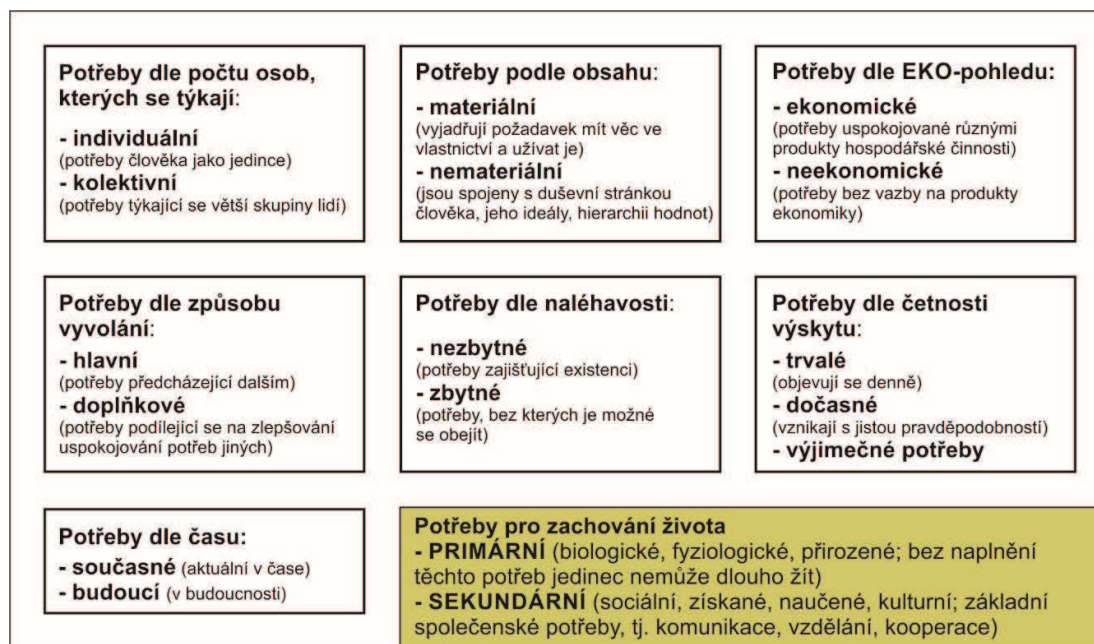 Potřeby dle počtu osob,
kterých se týkají:
- individuální
(potřeby člověka jako jedince)
- kolektivní
(potřeby týkající se větší skupiny lidí)
Potřeby podle obsahu:
- materiální
(vyjadřují požadavek mít věc ve
vlastnictví a užívat je)
- nemateriální
(jsou spojeny s duševní stránkou
člověka, jeho ideály, hierarchii hodnot)
Potřeby dle EKO-pohledu:
- ekonomické
(potřeby uspokojované různými
produkty hospodářské činnosti)
- neekonomické
(potřeby bez vazby na produkty
ekonomiky)
Potřeby dle způsobu
vyvolání:
- hlavní
(potřeby předcházející dalším)
- doplňkové
(potřeby podílející se na zlepšování
uspokojování potřeb jiných)
Potřeby dle naléhavosti:
- nezbytné
(potřeby zajišťující existenci)
- zbytné
(potřeby, bez kterých je možné
se obejít)
Potřeby dle četnosti
výskytu:
- trvalé
(objevují se denně)
- dočasné
(vznikají s jistou pravděpodobností)
- výjimečné potřeby
Potřeby dle času:
- současné (aktuální v čase)
- budoucí (v budoucnosti)
Potřeby pro zachování života
- PRIMÁRNÍ (biologické, fyziologické, přirozené; bez naplnění
těchto potřeb jedinec nemůže dlouho žít)
- SEKUNDÁRNÍ (sociální, získané, naučené, kulturní; základní
společenské potřeby, tj. komunikace, vzdělání, kooperace)